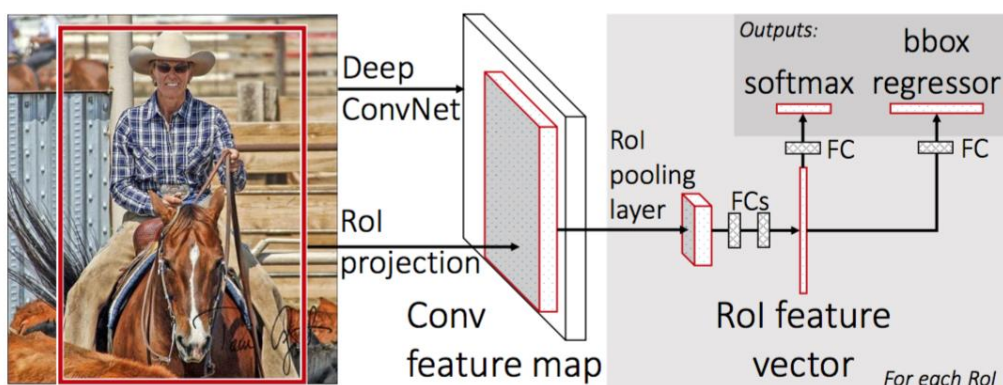 Deep
ConvNet
RoI
projection
Conv
feature map
RoI
pooling
layer
FCs
RoI feature
vector
Outputs:
softmax
bbox
regressor
FC
FC
For each RoI